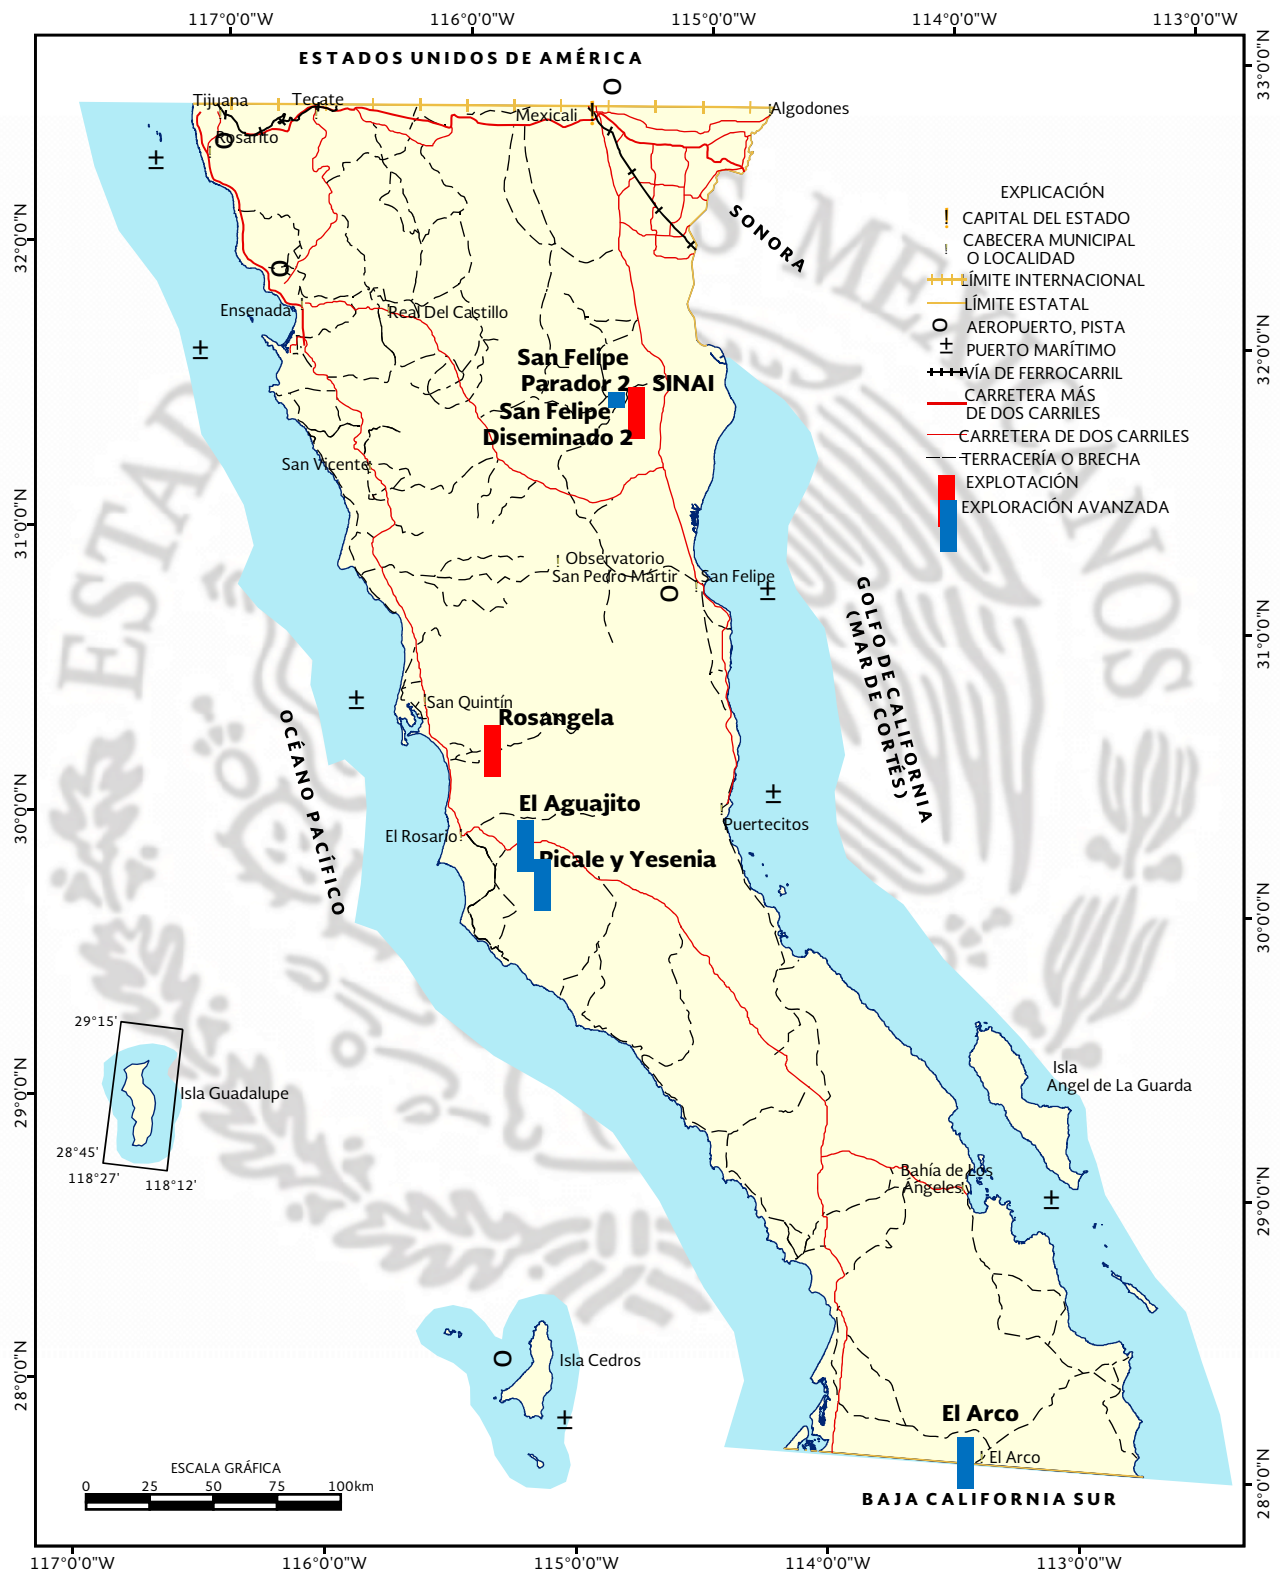 117°0'0"W
116°0'0"W
115°0'0"W
114°0'0"W
113°0'0"W
33°0'0"N
ESTADOS UNIDOS DE AMÉRICA
Tijuana
Tecate
Mexicali
Algodones
Rosarito
SONORA
32°0'0"N
32°0'0"N
EXPLICACIÓN
CAPITAL DEL ESTADO
CABECERA MUNICIPAL
O LOCALIDAD
LÍMITE INTERNACIONAL
LÍMITE ESTATAL
AEROPUERTO, PISTA
PUERTO MARÍTIMO
VÍA DE FERROCARRIL
CARRETERA MÁS
DE DOS CARRILES
CARRETERA DE DOS CARRILES
TERRACERÍA O BRECHA
EXPLOTACIÓN
EXPLORACIÓN AVANZADA
Ensenada
Real Del Castillo
San Felipe
Parador 2
SINAI
San Felipe
Diseminado 2
San Vicente
31°0'0"N
31°0'0"N
Observatorio
San Pedro Mártir
San Felipe
GOLFO DE CALIFORNIA
(MAR DE CORTÉS)
San Quintín
Rosangela
OCÉANO PACÍFICO
30°0'0"N
30°0'0"N
El Aguajito
Puertecitos
El Rosario
Picale y Yesenia
29°15'
Isla Guadalupe
28°45'
118°27'
118°12'
29°0'0"N
29°0'0"N
Isla
Angel de La Guarda
Bahía de Los
Ángeles
28°0'0"N
28°0'0"N
Isla Cedros
El Arco
El Arco
BAJA CALIFORNIA SUR
ESCALA GRÁFICA
0 25 50 75 100km
117°0'0"W
116°0'0"W
115°0'0"W
114°0'0"W
113°0'0"W
ESTAD
S MEXICANOS